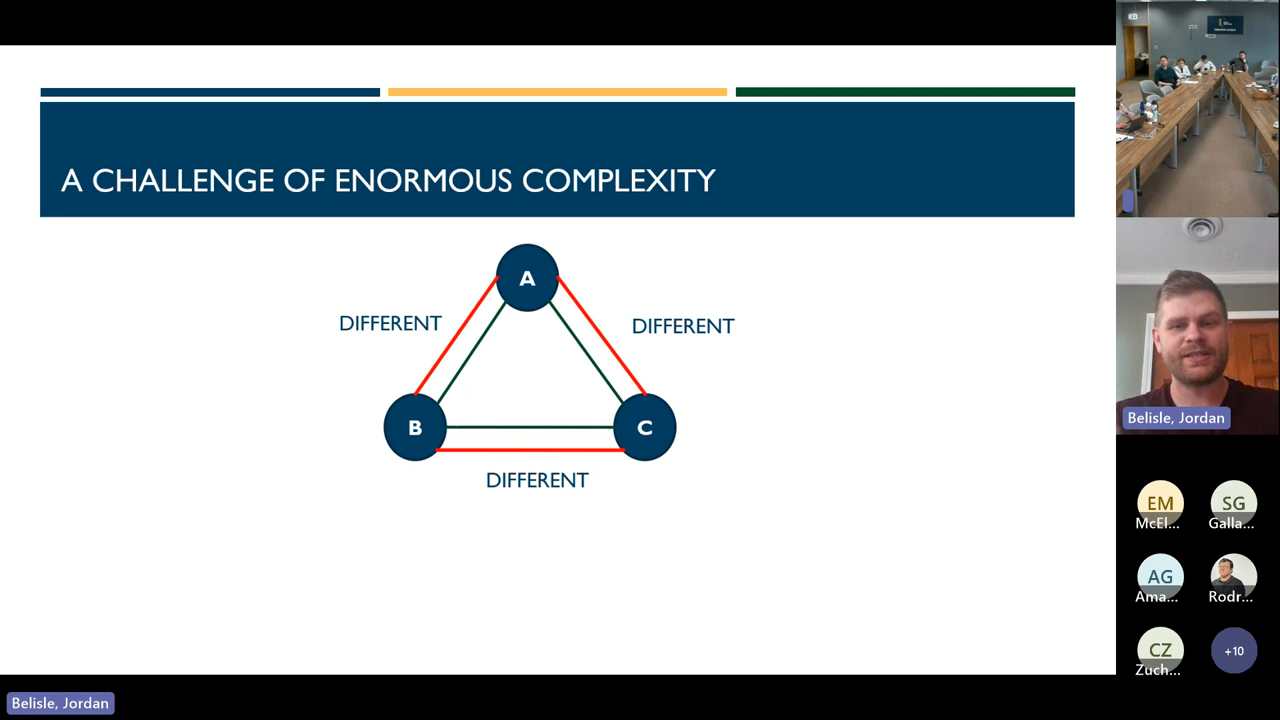 A CHALLENGE OF ENORMOUS COMPLEXITY
A
DIFFERENT
DIFFERENT
B
C
DIFFERENT
Belisle, Jordan
EM
McEl...
SG
Galla...
AG
Ama...
Rodr...
CZ
Zuch...
+10
Belisle, Jordan